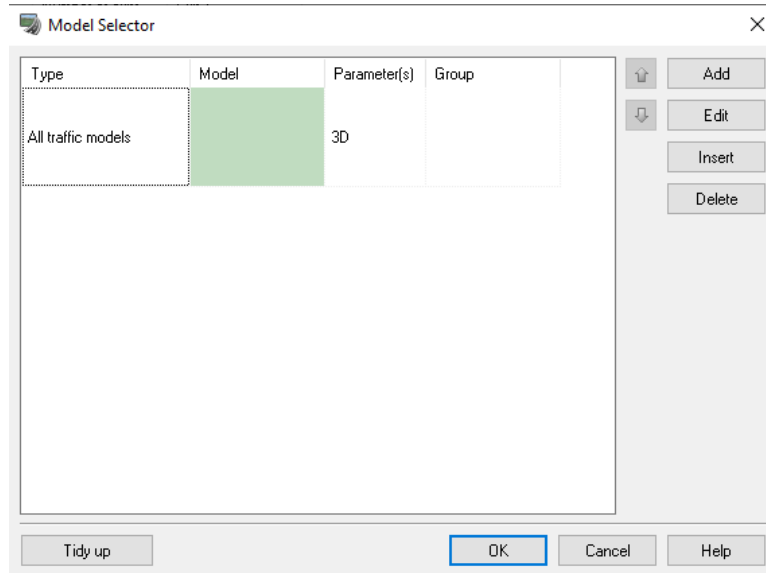 Model Selector
Type Model Parameter(s) Group
All traffic models 3D
Add
Edit
Insert
Delete
Tidy up OK Cancel Help